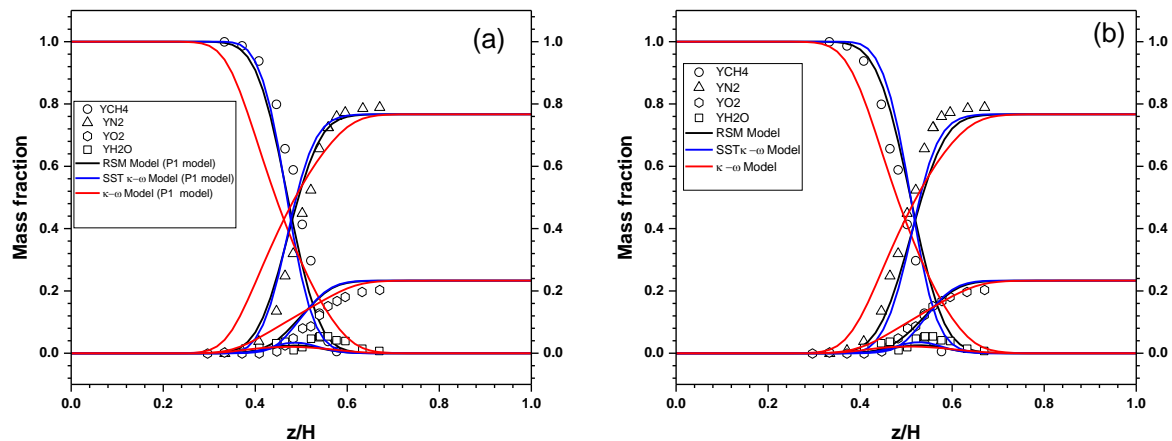 (a)
YCH4
YN2
YO2
YH2O
RSM Model (P1 model)
SST κ-ω Model (P1 model)
κ-ω Model (P1 model)
Mass fraction
1.0
0.8
0.6
0.4
0.2
0.0
1.0
0.8
0.6
0.4
0.2
0.0
0.0 0.2 0.4 0.6 0.8 1.0
z/H
(b)
YCH4
YN2
YO2
YH2O
RSM Model
SSTκ-ω Model
κ-ω Model
Mass fraction
1.0
0.8
0.6
0.4
0.2
0.0
1.0
0.8
0.6
0.4
0.2
0.0
0.0 0.2 0.4 0.6 0.8 1.0
z/H